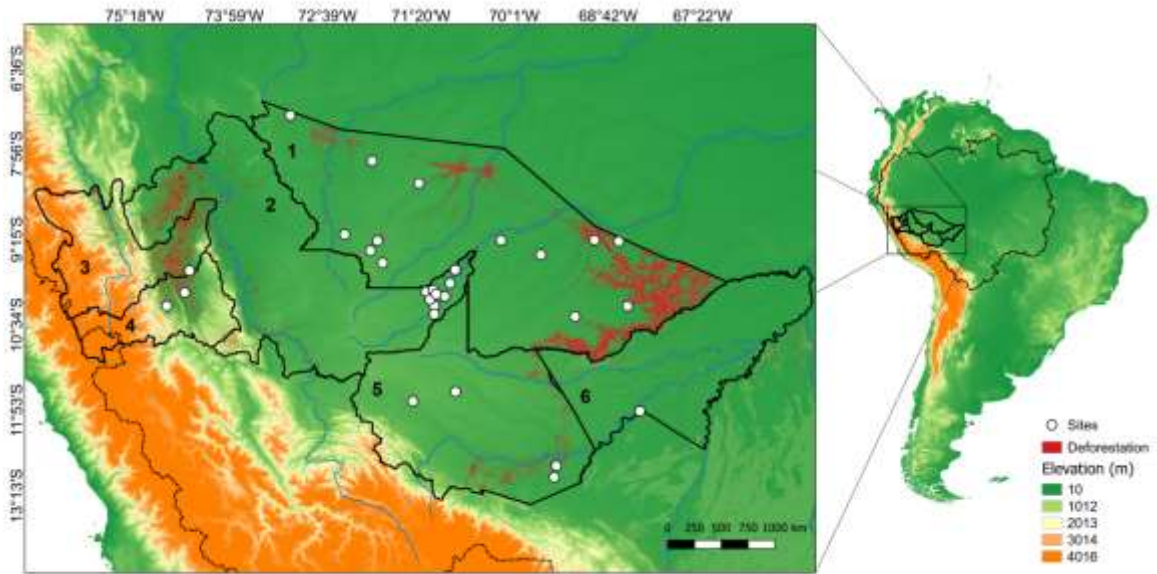 75°18'W 73°59'W 72°39'W 71°20'W 70°1'W 68°42'W 67°22'W
6°36'S
7°56'S
9°15'S
10°34'S
11°53'S
13°13'S
1
2
3
4
5
6
0 250 500 750 1000 km
Sites
Deforestation
Elevation (m)
10
1012
2013
3014
4016